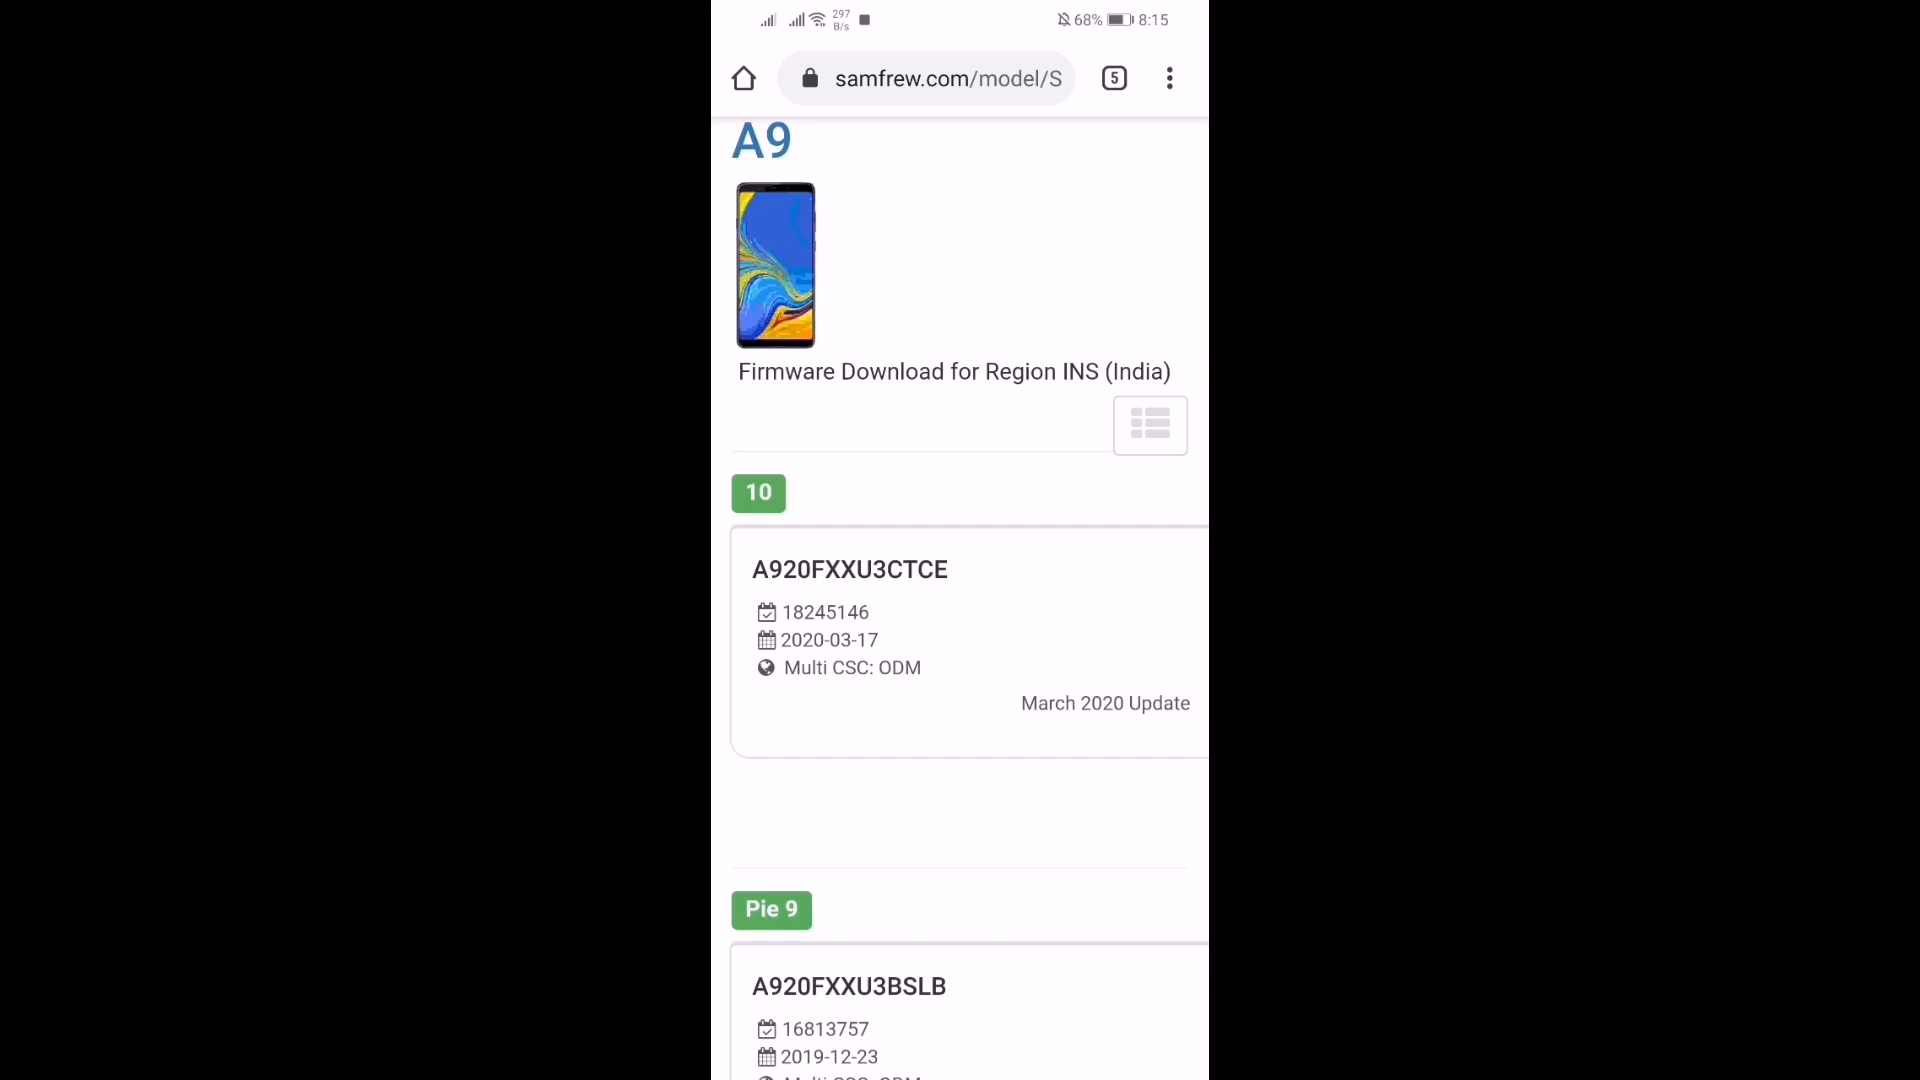 297
B/s
68%
8:15
samfrew.com/model/S
5
A9
Firmware Download for Region INS (India)
10
A920FXXU3CTCE
18245146
2020-03-17
Multi CSC: ODM
March 2020 Update
Pie 9
A920FXXU3BSLB
16813757
2019-12-23